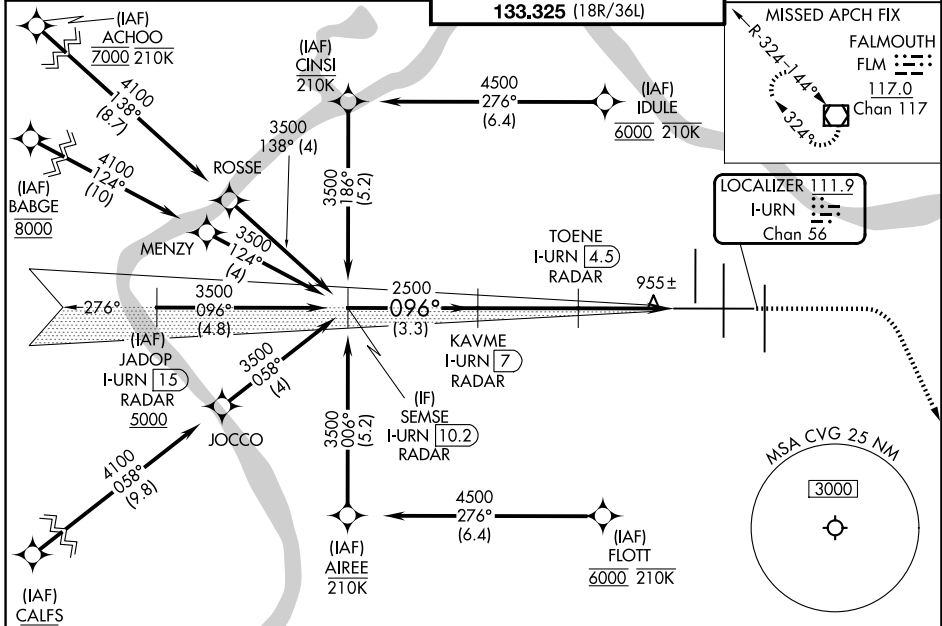 133.325 (18R/36L)
(IAF)
ACHOO
7000 210K
4100
138°
(8.7)
(IAF)
CINSI
210K
4500
276°
(6.4)
(IAF)
IDULE
6000 210K
MISSED APCH FIX
R-324
144°
324°
FALMOUTH
FLM
117.0
Chan 117
3500
138° (4)
4100
124°
(10)
(IAF)
BABGE
8000
ROSSE
MENZY
3500
124°
(4)
3500
186°
(5.2)
LOCALIZER 111.9
I-URN
Chan 56
TOENE
I-URN 4.5
RADAR
955±
276°
3500
096°
(4.8)
2500
096°
(3.3)
(IAF)
JADOP
I-URN 15
RADAR
5000
KAVME
I-URN 7
RADAR
3500
058°
(4)
JOCCO
(IF)
SEMSE
I-URN 10.2
RADAR
3500
006°
(5.2)
4100
058°
(9.8)
(IAF)
CALFS
(IAF)
AIREE
210K
4500
276°
(6.4)
(IAF)
FLOTT
6000 210K
MSA CVG 25 NM
3000